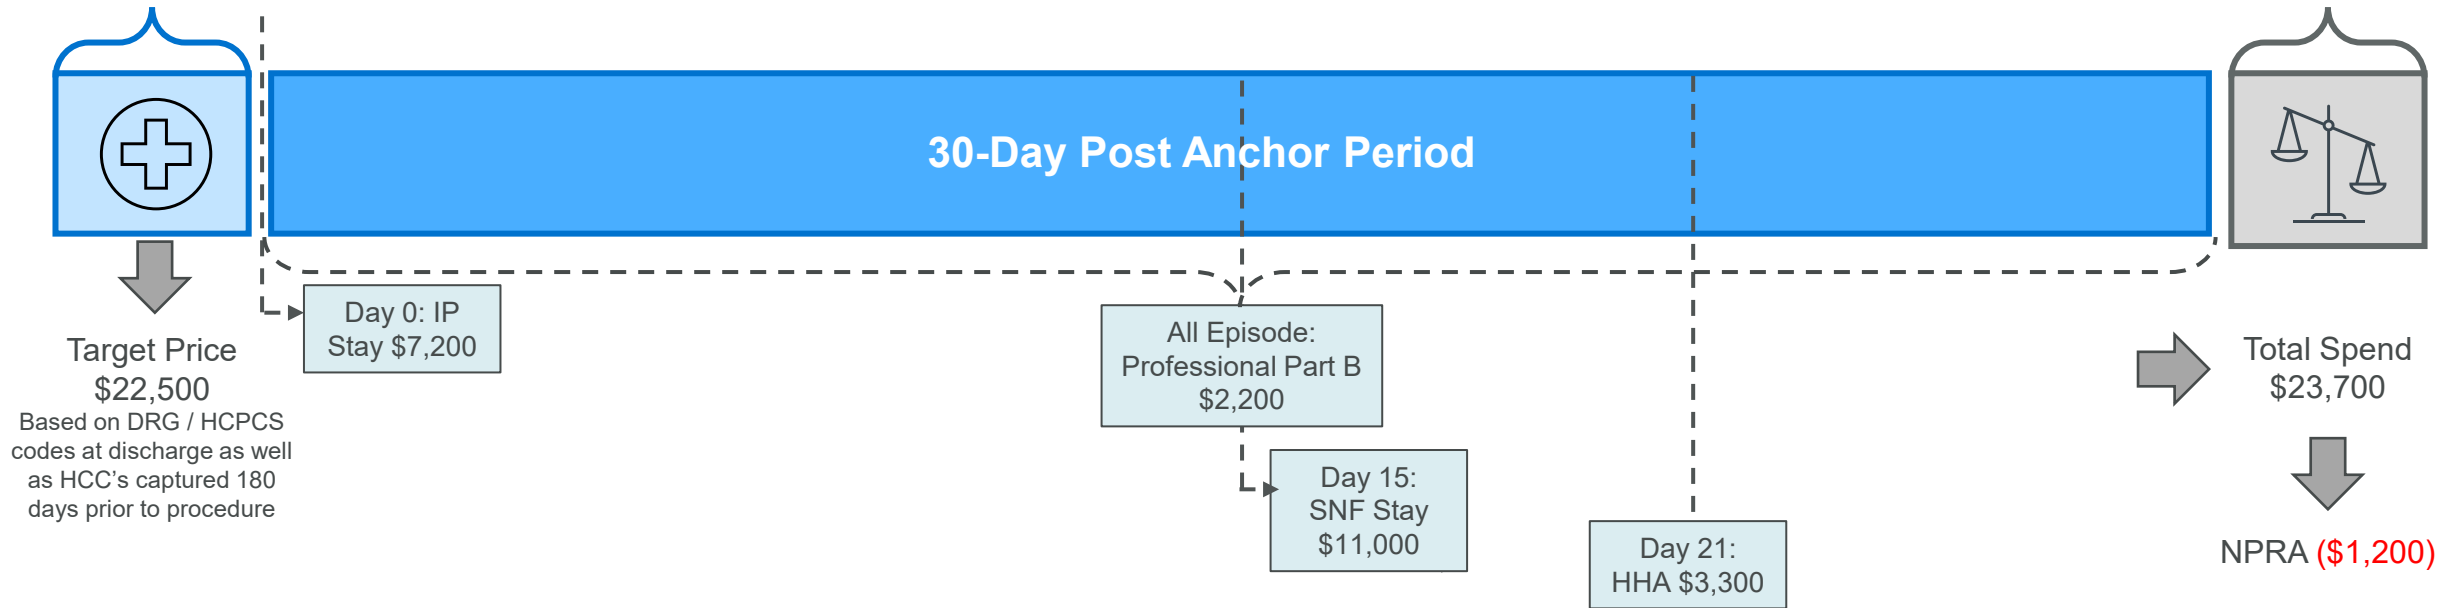 30-Day Post Anchor Period
Target Price
$22,500
Based on DRG / HCPCS
codes at discharge as well
as HCC’s captured 180
days prior to procedure
Day 0: IP
Stay $7,200
All Episode:
Professional Part B
$2,200
Day 15:
SNF Stay
$11,000
Day 21:
HHA $3,300
Total Spend
$23,700
NPRA ($1,200)